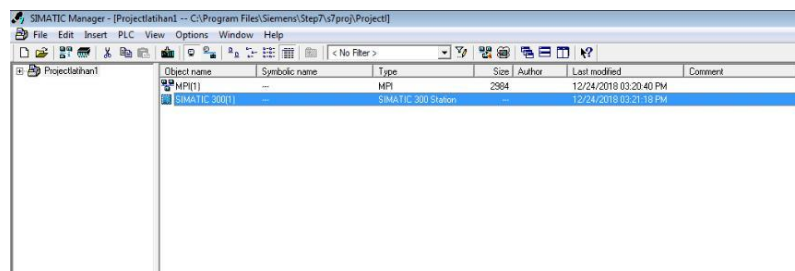 SIMATIC Manager - [Projectlatihan1 -- C:\Program Files\Siemens\Step7\s7proj\Projectl]
File Edit Insert PLC View Options Window Help
< No Filter >
Projectlatihan1
Object name Symbolic name Type Size Author Last modified Comment
MPI(1) --- MPI 2984 12/24/2018 03:20:40 PM
SIMATIC 300(1) --- SIMATIC 300 Station --- 12/24/2018 03:21:18 PM